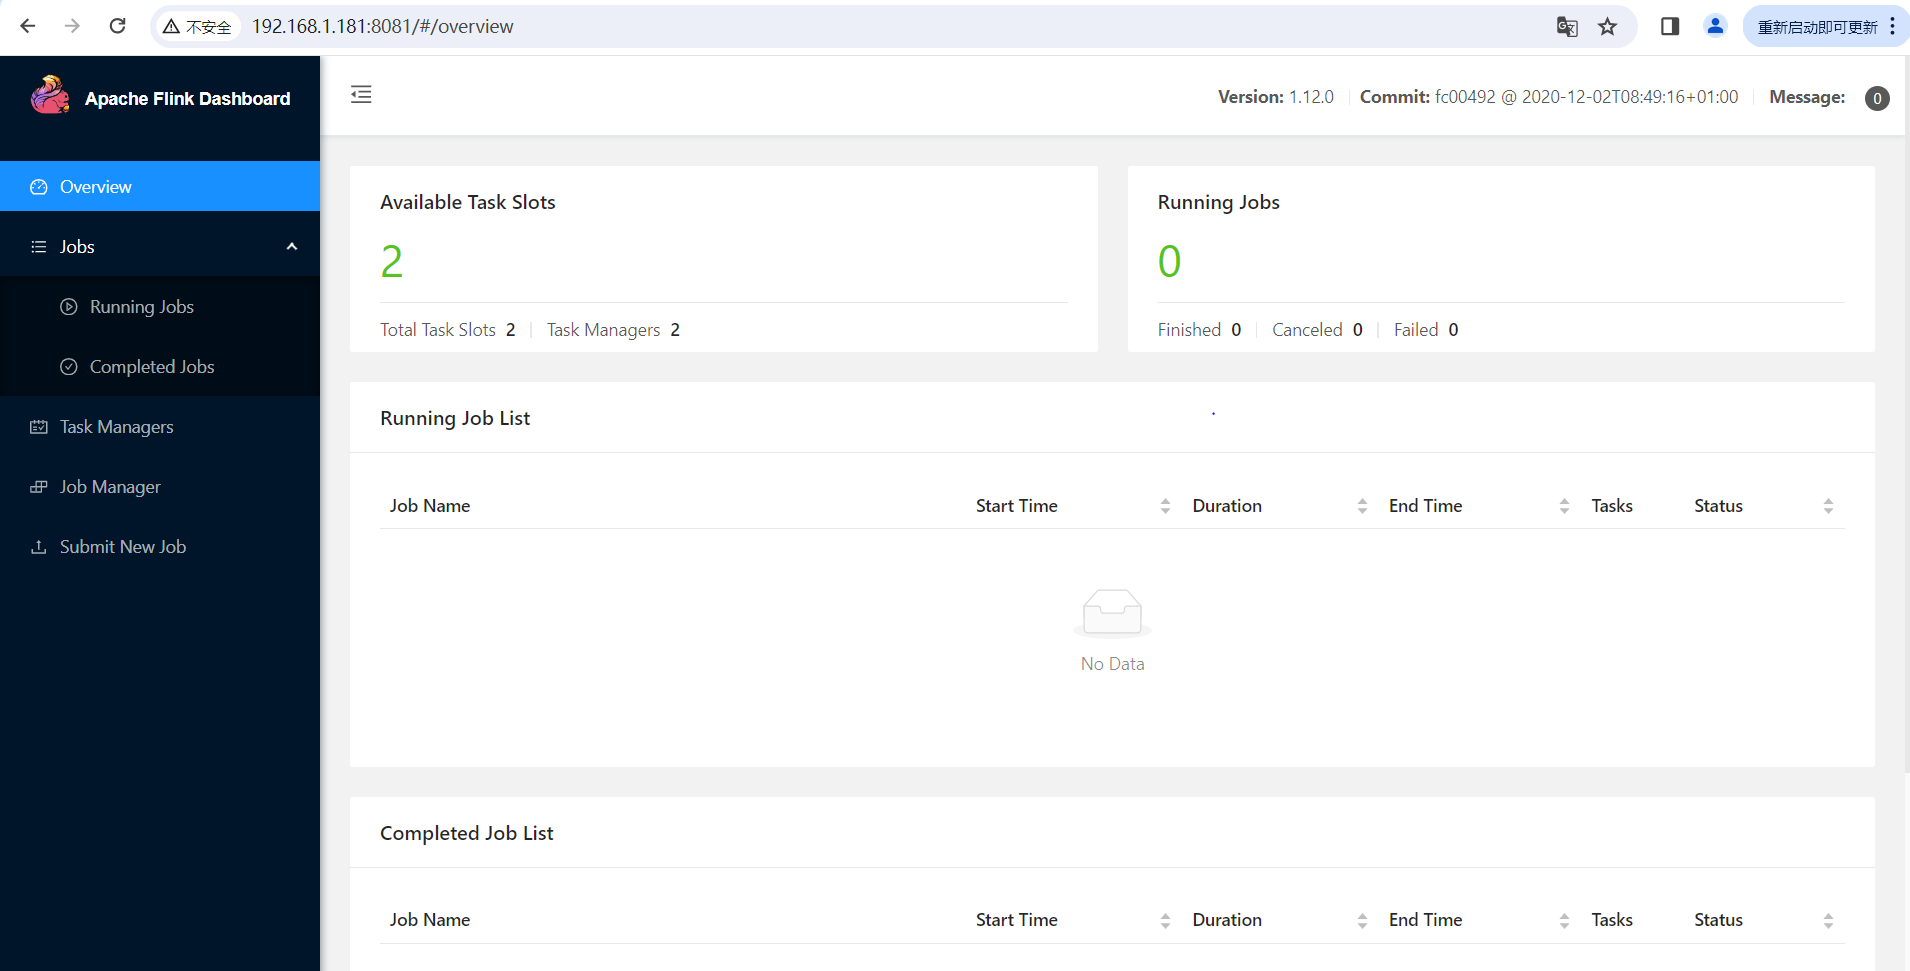 不安全 192.168.1.181:8081/#/overview 重新启动即可更新
Apache Flink Dashboard
Version: 1.12.0 Commit: fc00492 @ 2020-12-02T08:49:16+01:00 Message: 0
Overview
Jobs
Running Jobs
Completed Jobs
Task Managers
Job Manager
Submit New Job
Available Task Slots
2
Total Task Slots 2 Task Managers 2
Running Jobs
0
Finished 0 Canceled 0 Failed 0
Running Job List
Job Name Start Time Duration End Time Tasks Status
No Data
Completed Job List
Job Name Start Time Duration End Time Tasks Status